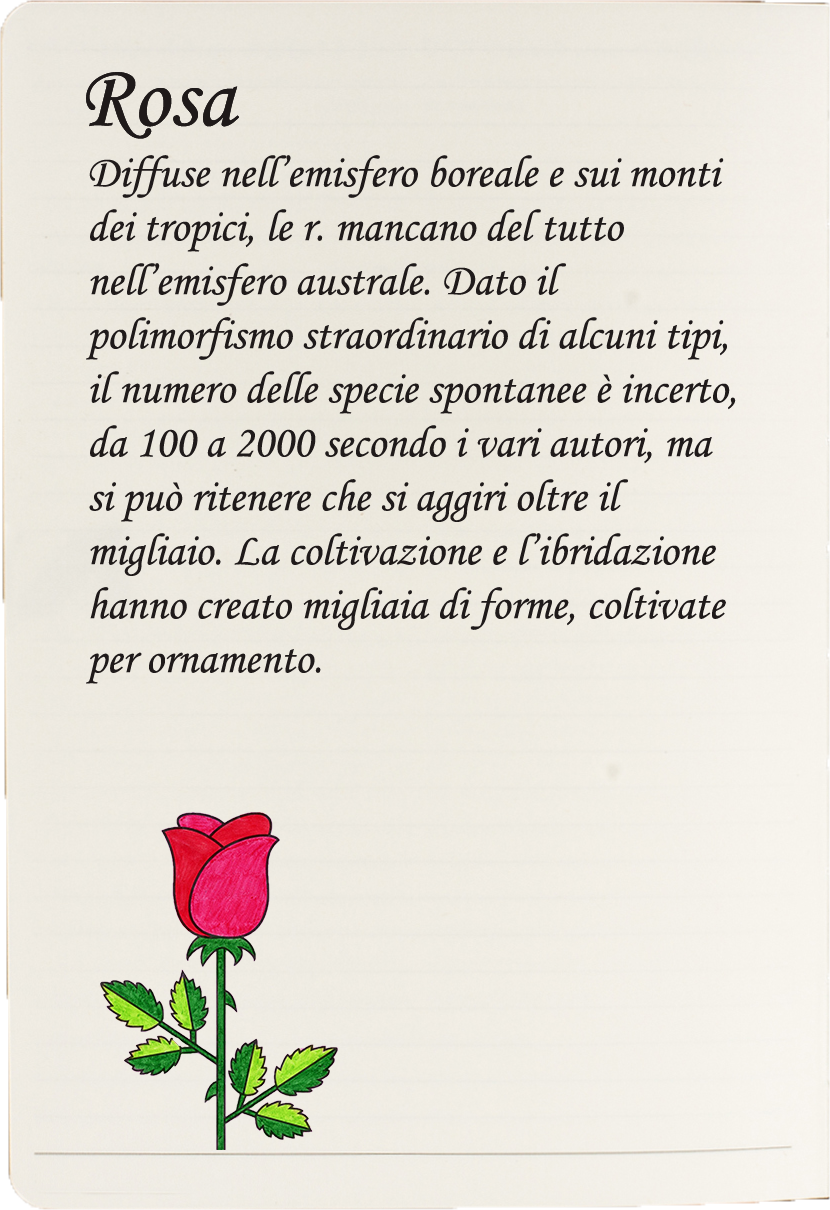 Rosa
Diffuse nell'emisfero boreale e sui monti
dei tropici, le r. mancano del tutto
nell'emisfero australe. Dato il
polimorfismo straordinario di alcuni tipi,
il numero delle specie spontanee è incerto,
da 100 a 2000 secondo i vari autori, ma
si può ritenere che si aggiri oltre il
migliaio. La coltivazione e l'ibridazione
hanno creato migliaia di forme, coltivate
per ornamento.